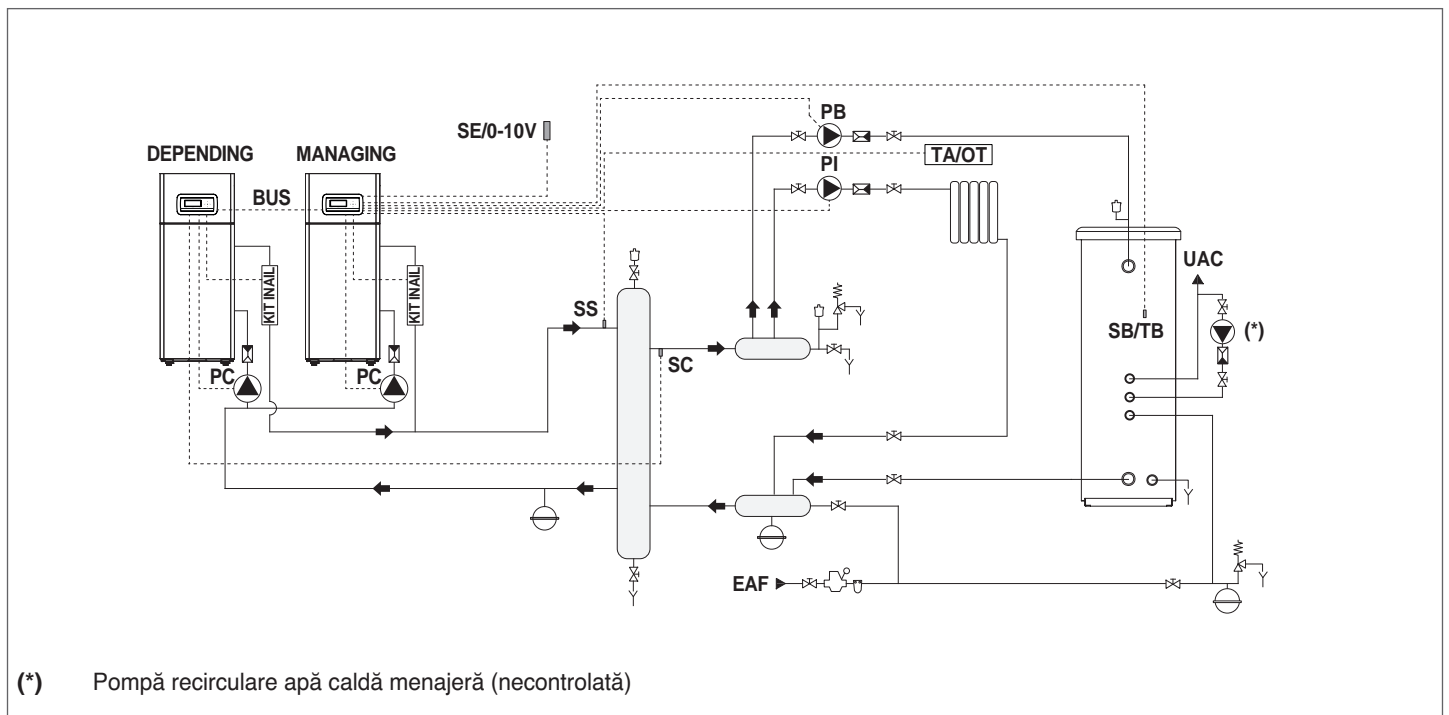 SE/0-10V
PB
DEPENDING
MANAGING
TA/OT
PI
BUS
KIT INAIL
KIT INAIL
UAC
SS
SB/TB
(*)
SC
PC
PC
EAF
(*) Pompă recirculare apă caldă menajeră (necontrolată)